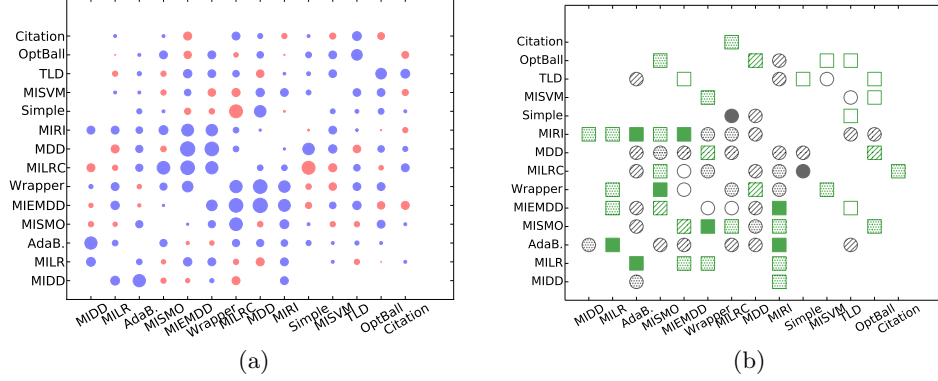 Citation
OptBall
TLD
MISVM
Simple
MIRI
MDD
MILRC
Wrapper
MIEMDD
MISMO
AdaB.
MILR
MIDD
MIDD MILR AdaB. MISMO MIEMDD Wrapper MILRC MDD MIRI Simple MISVM TLD OptBall Citation
(a)
Citation
OptBall
TLD
MISVM
Simple
MIRI
MDD
MILRC
Wrapper
MIEMDD
MISMO
AdaB.
MILR
MIDD
MIDD MILR AdaB. MISMO MIEMDD Wrapper MILRC MDD MIRI Simple MISVM TLD OptBall Citation
(b)